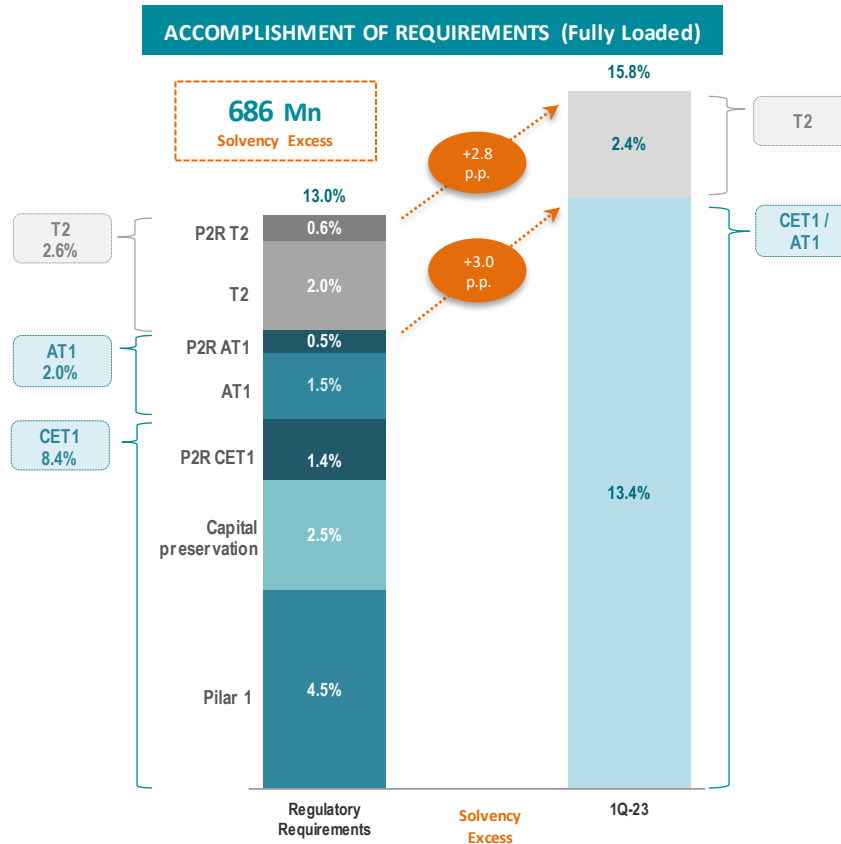 ACCOMPLISHMENT OF REQUIREMENTS (Fully Loaded)
686 Mn
Solvency Excess
15.8%
+2.8
p.p.
2.4%
T2
13.0%
T2
2.6%
P2R T2
0.6%
CET1 /
AT1
+3.0
p.p.
T2
2.0%
AT1
2.0%
P2R AT1
0.5%
AT1
1.5%
CET1
8.4%
P2R CET1
1.4%
13.4%
Capital
preservation
2.5%
Pilar 1
4.5%
Regulatory
Requirements
Solvency
Excess
1Q-23